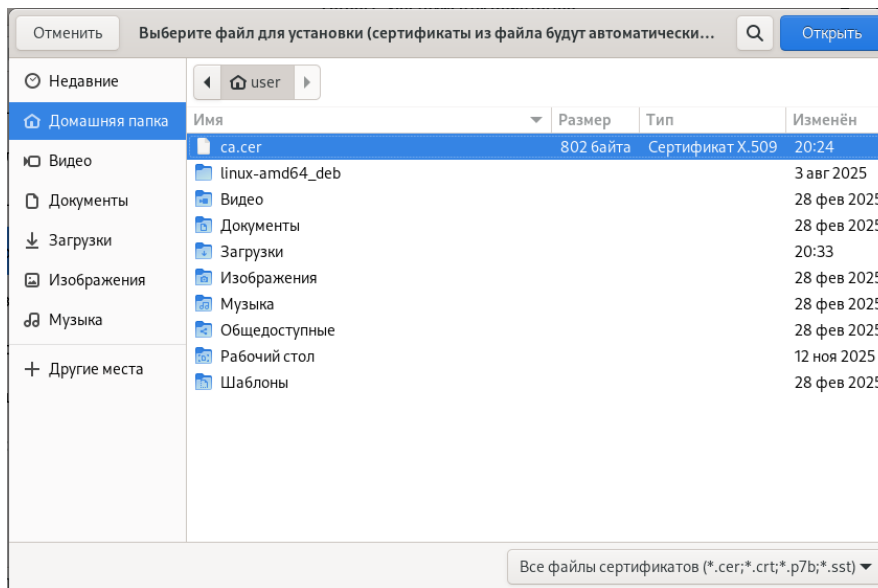 Отменить Выберите файл для установки (сертификаты из файла будут автоматически... Открыть
Недавние
user
Домашняя папка
Имя Размер Тип Изменён
ca.cer 802 байта Сертификат X.509 20:24
Видео
linux-amd64_deb 3 авг 2025
Видео 28 фев 2025
Документы
Документы 28 фев 2025
Загрузки
Загрузки 20:33
Изображения
Изображения 28 фев 2025
Музыка 28 фев 2025
Музыка
Общедоступные 28 фев 2025
Рабочий стол 12 ноя 2025
Другие места
Шаблоны 28 фев 2025
Все файлы сертификатов (*.cer;*.crt;*.p7b;*.sst)